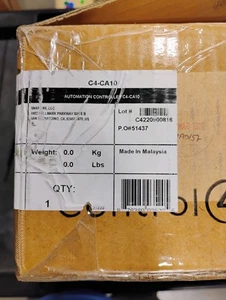 C4-CA10
AUTOMATION CONTROLLER C4-CA10
Lot #
C4220900816
P.O#51437
Weight: 0.0 Kg
0.0 Lbs
Made In Malaysia
QTY:
1
Control4